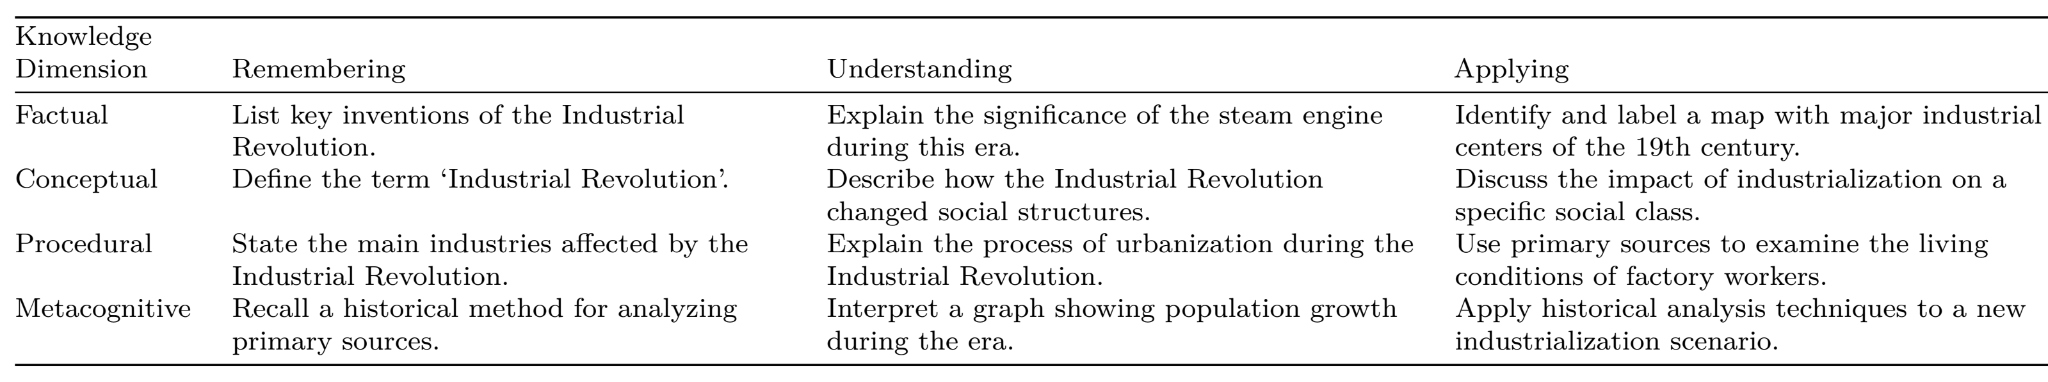 Knowledge
Dimension Remembering Understanding Applying
Factual List key inventions of the Industrial Explain the significance of the steam engine Identify and label a map with major industrial
Revolution. during this era. centers of the 19th century.
Conceptual Define the term ‘Industrial Revolution’. Describe how the Industrial Revolution Discuss the impact of industrialization on a
changed social structures. specific social class.
Procedural State the main industries affected by the Explain the process of urbanization during the Use primary sources to examine the living
Industrial Revolution. Industrial Revolution. conditions of factory workers.
Metacognitive Recall a historical method for analyzing Interpret a graph showing population growth Apply historical analysis techniques to a new
primary sources. during the era. industrialization scenario.